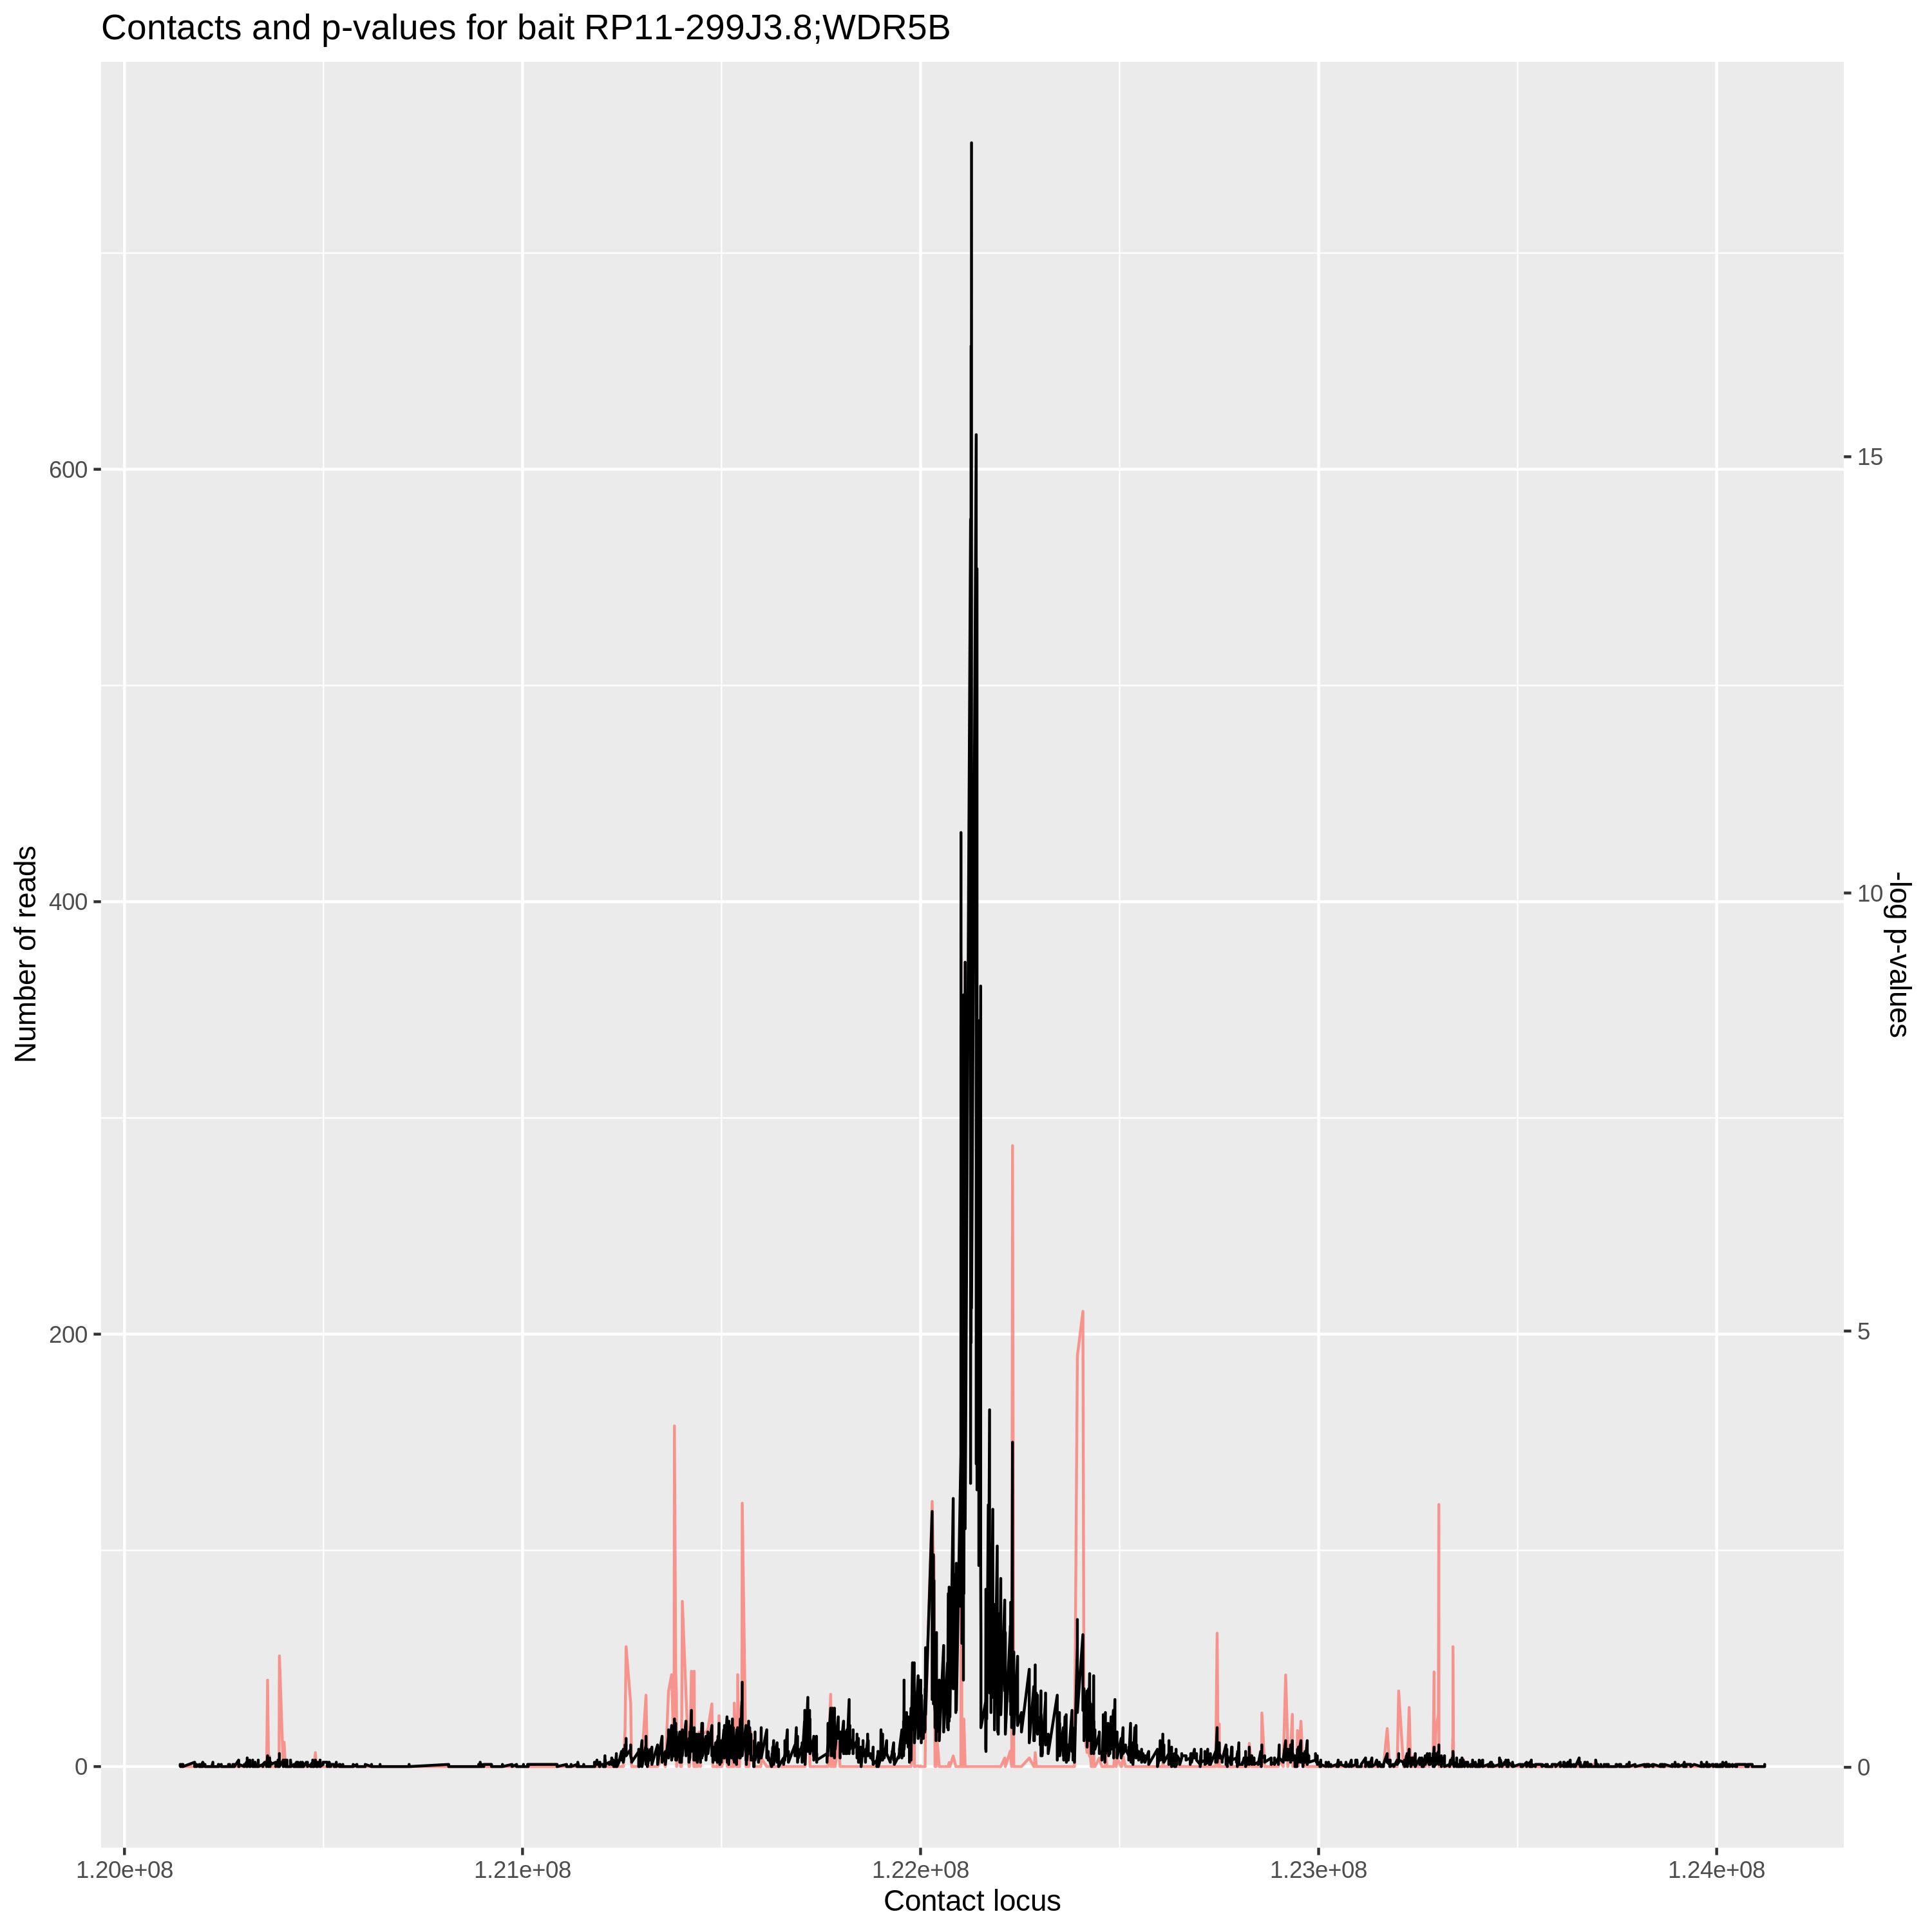 Contacts and p-values for bait RP11-299J3.8;WDR5B
Number of reads
600
400
200
0
15
10
5
0
-log p-values
1.20e+08
1.21e+08
1.22e+08
1.23e+08
1.24e+08
Contact locus